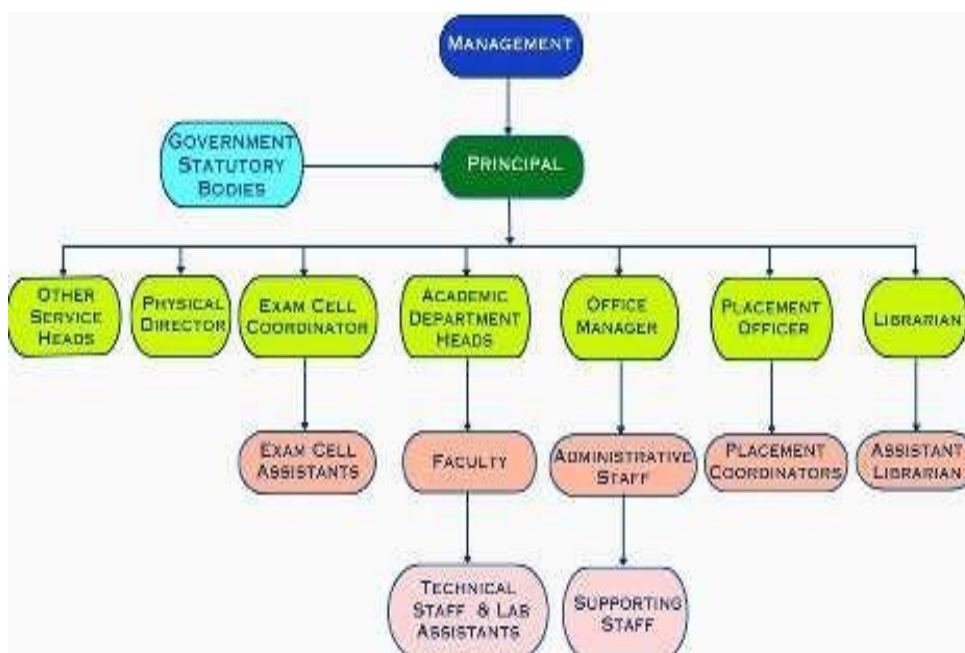 MANAGEMENT
GOVERNMENT
STATUTORY
BODIES
PRINCIPAL
OTHER
SERVICE
HEADS
PHYSICAL
DIRECTOR
EXAM CELL
COORDINATOR
ACADEMIC
DEPARTMENT
HEADS
OFFICE
MANAGER
PLACEMENT
OFFICER
LIBRARIAN
EXAM CELL
ASSISTANTS
FACULTY
ADMINISTRATIVE
STAFF
PLACEMENT
COORDINATORS
ASSISTANT
LIBRARIAN
TECHNICAL
STAFF & LAB
ASSISTANTS
SUPPORTING
STAFF